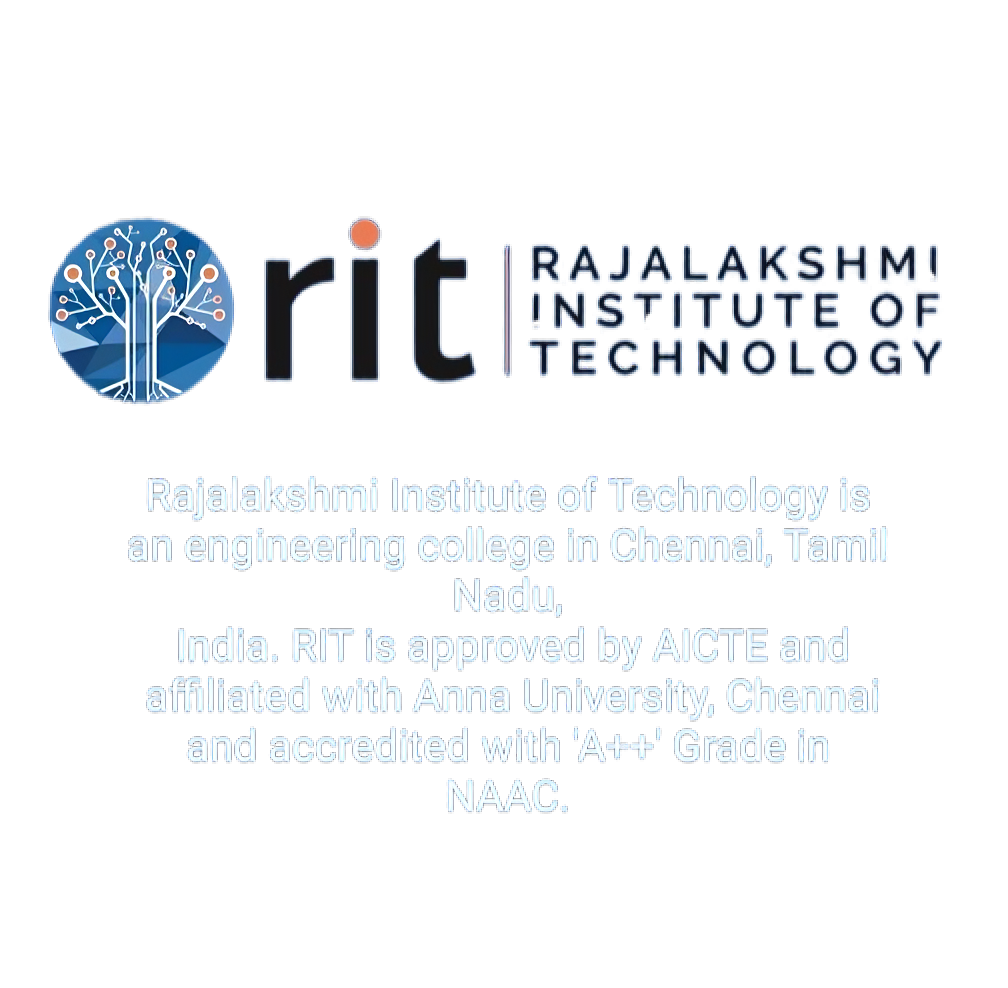 rit
RAJALAKSHMI
INSTITUTE OF
TECHNOLOGY
Rajalakshmi Institute of Technology is
an engineering college in Chennai, Tamil
Nadu,
India. RIT is approved by AICTE and
affiliated with Anna University, Chennai
and accredited with 'A++' Grade in
NAAC.